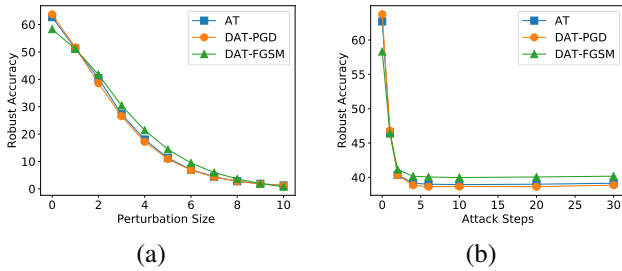 AT
DAT-PGD
DAT-FGSM
Robust Accuracy
60
50
40
30
20
10
0
0 2 4 6 8 10
Perturbation Size
(a)
AT
DAT-PGD
DAT-FGSM
Robust Accuracy
60
55
50
45
40
0 5 10 15 20 25 30
Attack Steps
(b)